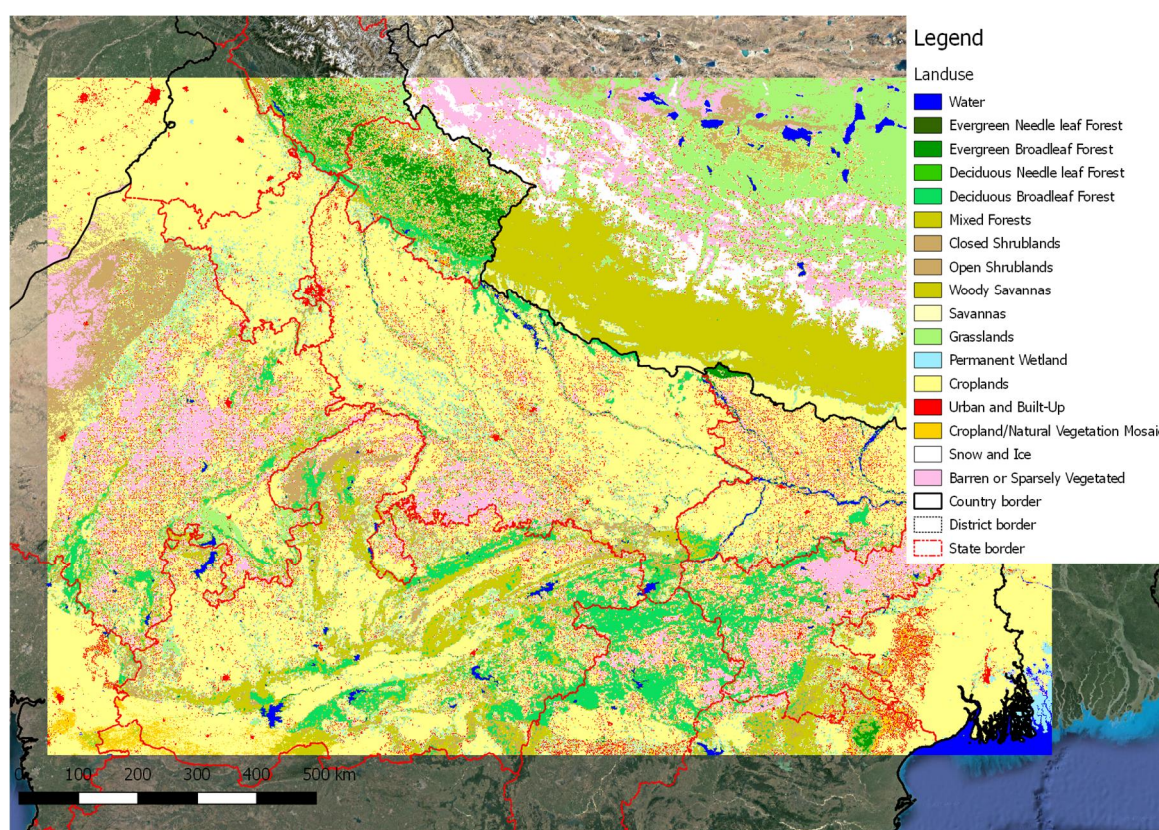 Legend
Landuse
Water
Evergreen Needle leaf Forest
Evergreen Broadleaf Forest
Deciduous Needle leaf Forest
Deciduous Broadleaf Forest
Mixed Forests
Closed Shrublands
Open Shrublands
Woody Savannas
Savannas
Grasslands
Permanent Wetland
Croplands
Urban and Built-Up
Cropland/Natural Vegetation Mosaic
Snow and Ice
Barren or Sparsely Vegetated
Country border
District border
State border
0 100 200 300 400 500 km